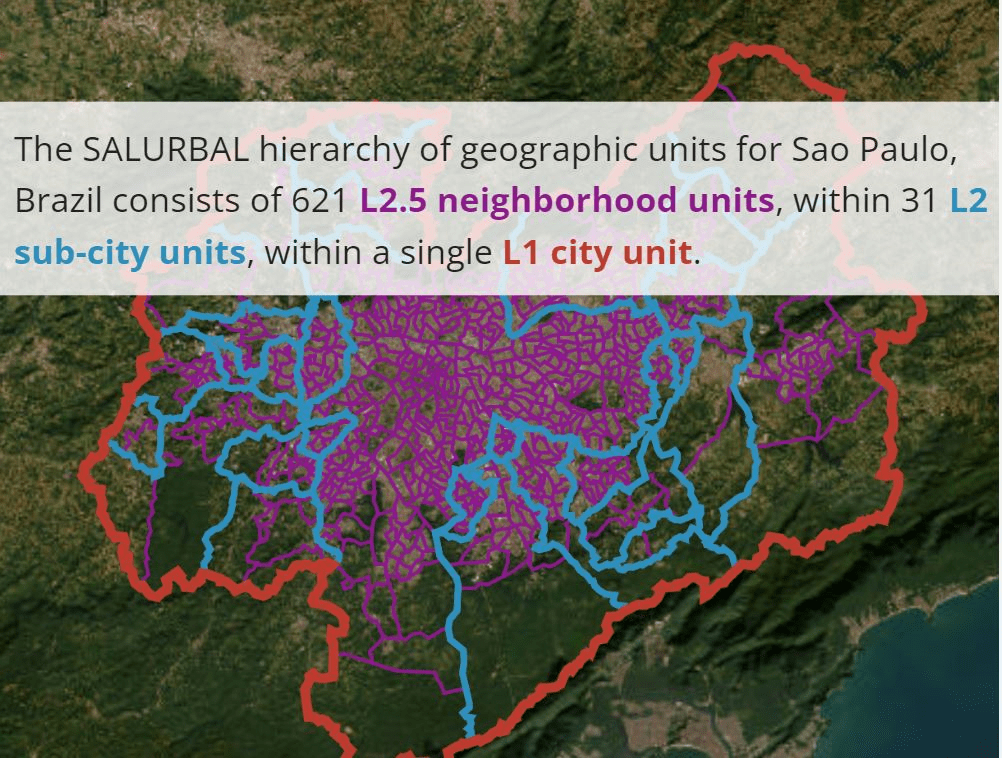 The SALURBAL hierarchy of geographic units for Sao Paulo,
Brazil consists of 621 L2.5 neighborhood units, within 31 L2
sub-city units, within a single L1 city unit.